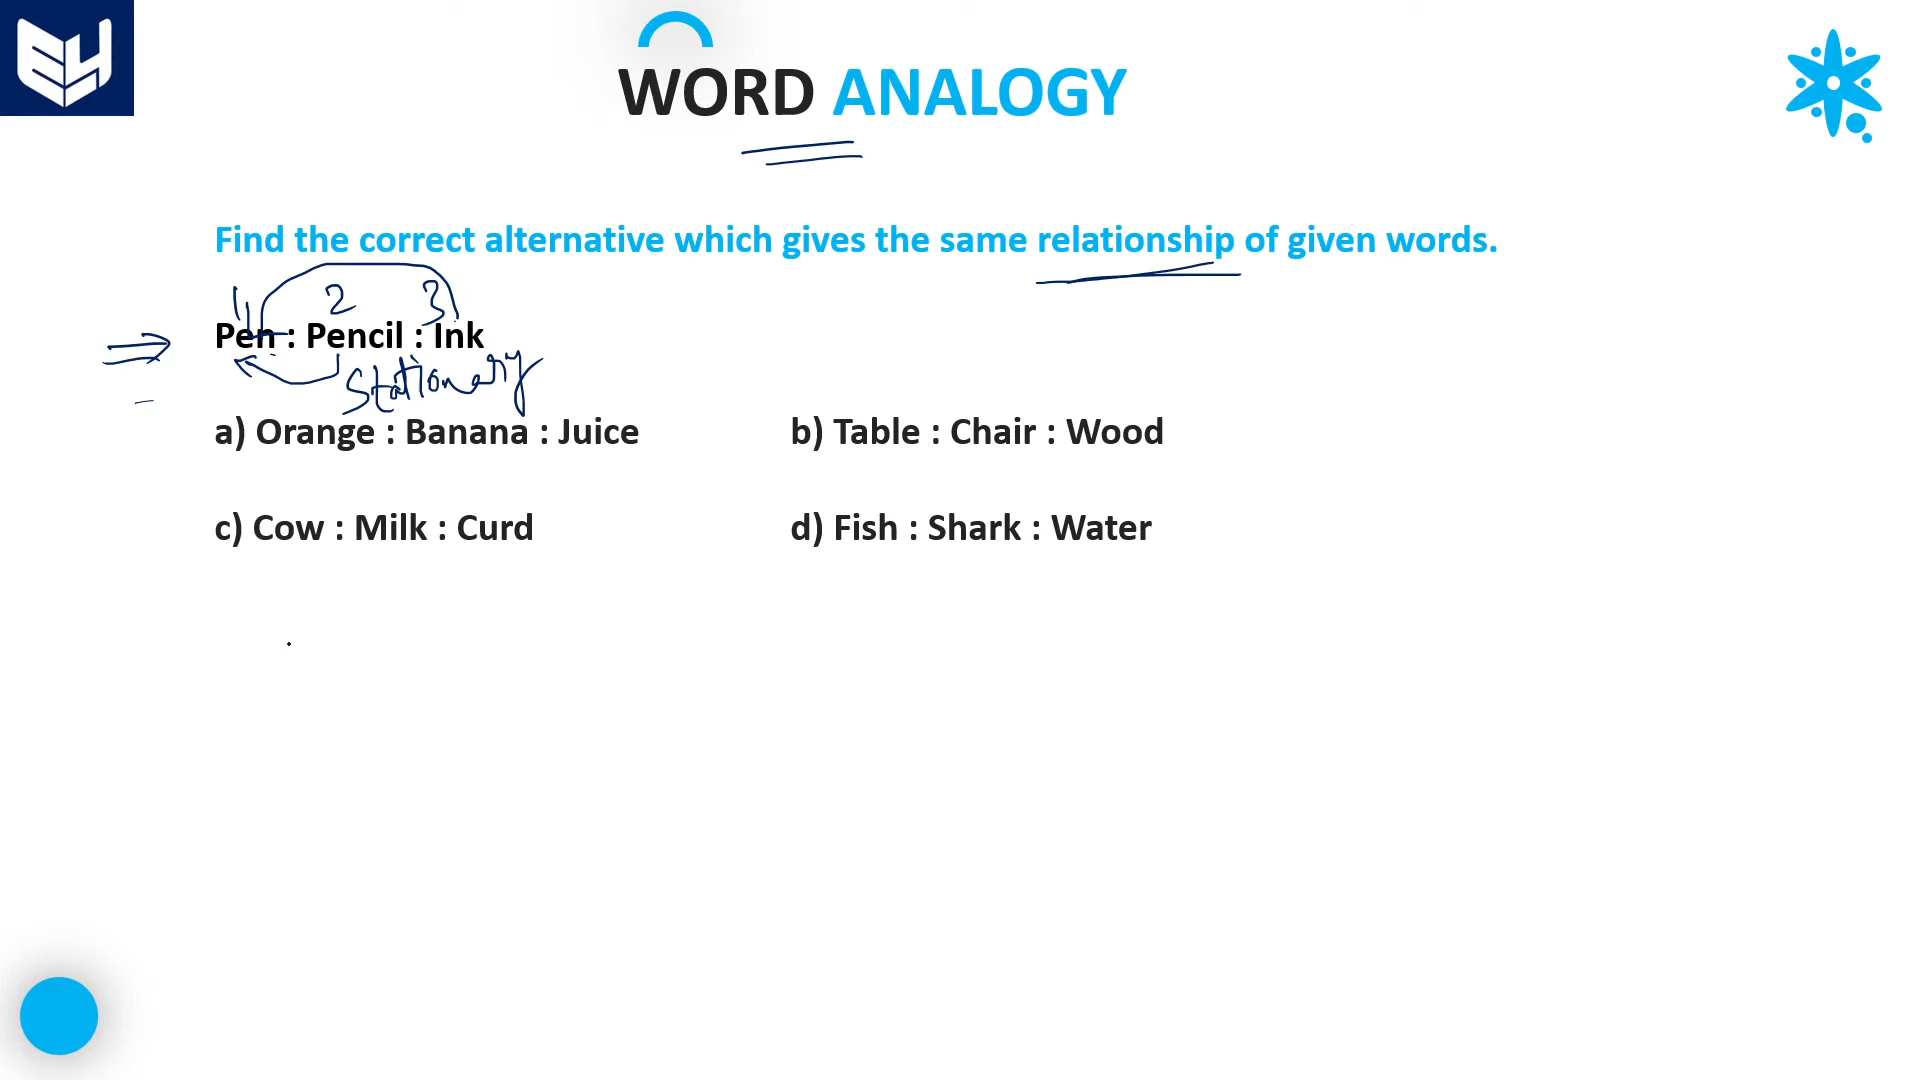 WORD ANALOGY
Find the correct alternative which gives the same relationship of given words.
1 2 3
Pen : Pencil : Ink
Stationery
a) Orange : Banana : Juice
b) Table : Chair : Wood
c) Cow : Milk : Curd
d) Fish : Shark : Water